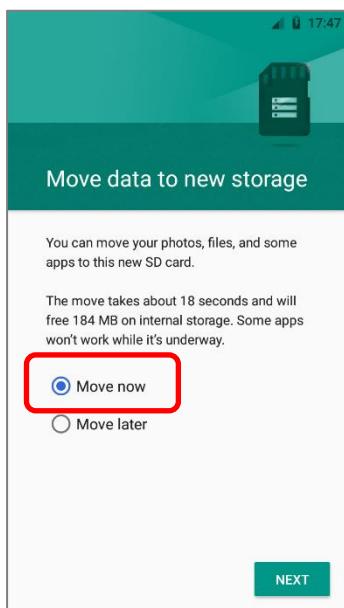 17:47
Move data to new storage
You can move your photos, files, and some
apps to this new SD card.
The move takes about 18 seconds and will
free 184 MB on internal storage. Some apps
won't work while it's underway.
Move now
Move later
NEXT